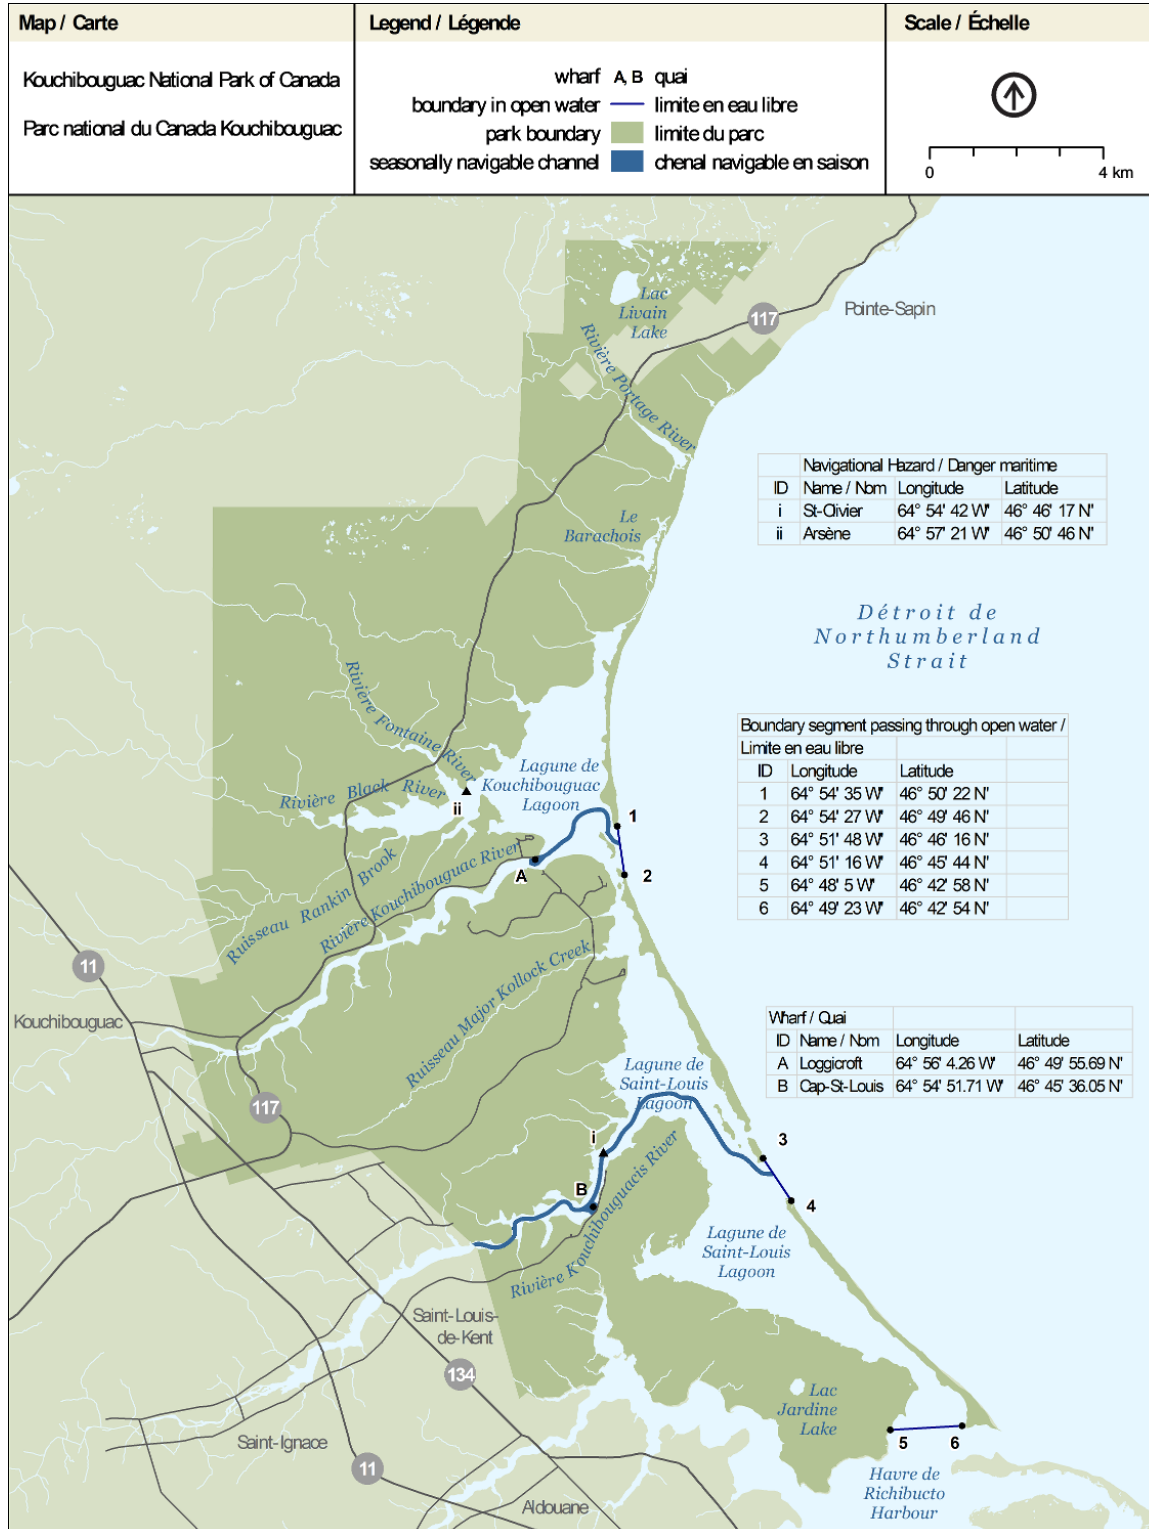 Map / Carte
Kouchibouguac National Park of Canada
Parc national du Canada Kouchibouguac
Legend / Légende
wharf A, B quai
boundary in open water limite en eau libre
park boundary limite du parc
seasonally navigable channel chenal navigable en saison
Scale / Échelle
0 4 km
Lac
Livain
Lake
117
Pointe-Sapin
Rivière Portage River
Navigational Hazard / Danger maritime
ID Name / Nom Longitude Latitude
i St-Olivier 64° 54' 42 W" 46° 46' 17 N"
ii Arsène 64° 57' 21 W" 46° 50' 46 N"
Le
Barachois
Détroit de
Northumberland
Strait
Rivière Fontaine River
Boundary segment passing through open water /
Limite en eau libre
ID Longitude Latitude
1 64° 54' 35 W" 46° 50' 22 N"
2 64° 54' 27 W" 46° 49' 46 N"
3 64° 51' 48 W" 46° 46' 16 N"
4 64° 51' 16 W" 46° 45' 44 N"
5 64° 48' 5 W" 46° 42' 58 N"
6 64° 49' 23 W" 46° 42' 54 N"
Lagune de
Kouchibouguac
Lagoon
Rivière Black River
ii
1
A
2
Ruisseau Rankin Brook
Rivière Kouchibouguac River
11
Kouchibouguac
Ruisseau Major Kollock Creek
Wharf / Quai
ID Name / Nom Longitude Latitude
A Loggicroft 64° 56' 4.26 W" 46° 49' 55.69 N"
B Cap-St-Louis 64° 54' 51.71 W" 46° 45' 36.05 N"
Lagune de
Saint-Louis
Lagoon
117
i
3
B
4
Rivière Kouchibouguacis River
Lagune de
Saint-Louis
Lagoon
Saint-Louis-
de-Kent
134
Lac
Jardine
Lake
Saint-Ignace
5 6
11
Havre de
Richibucto
Harbour
Aldouane